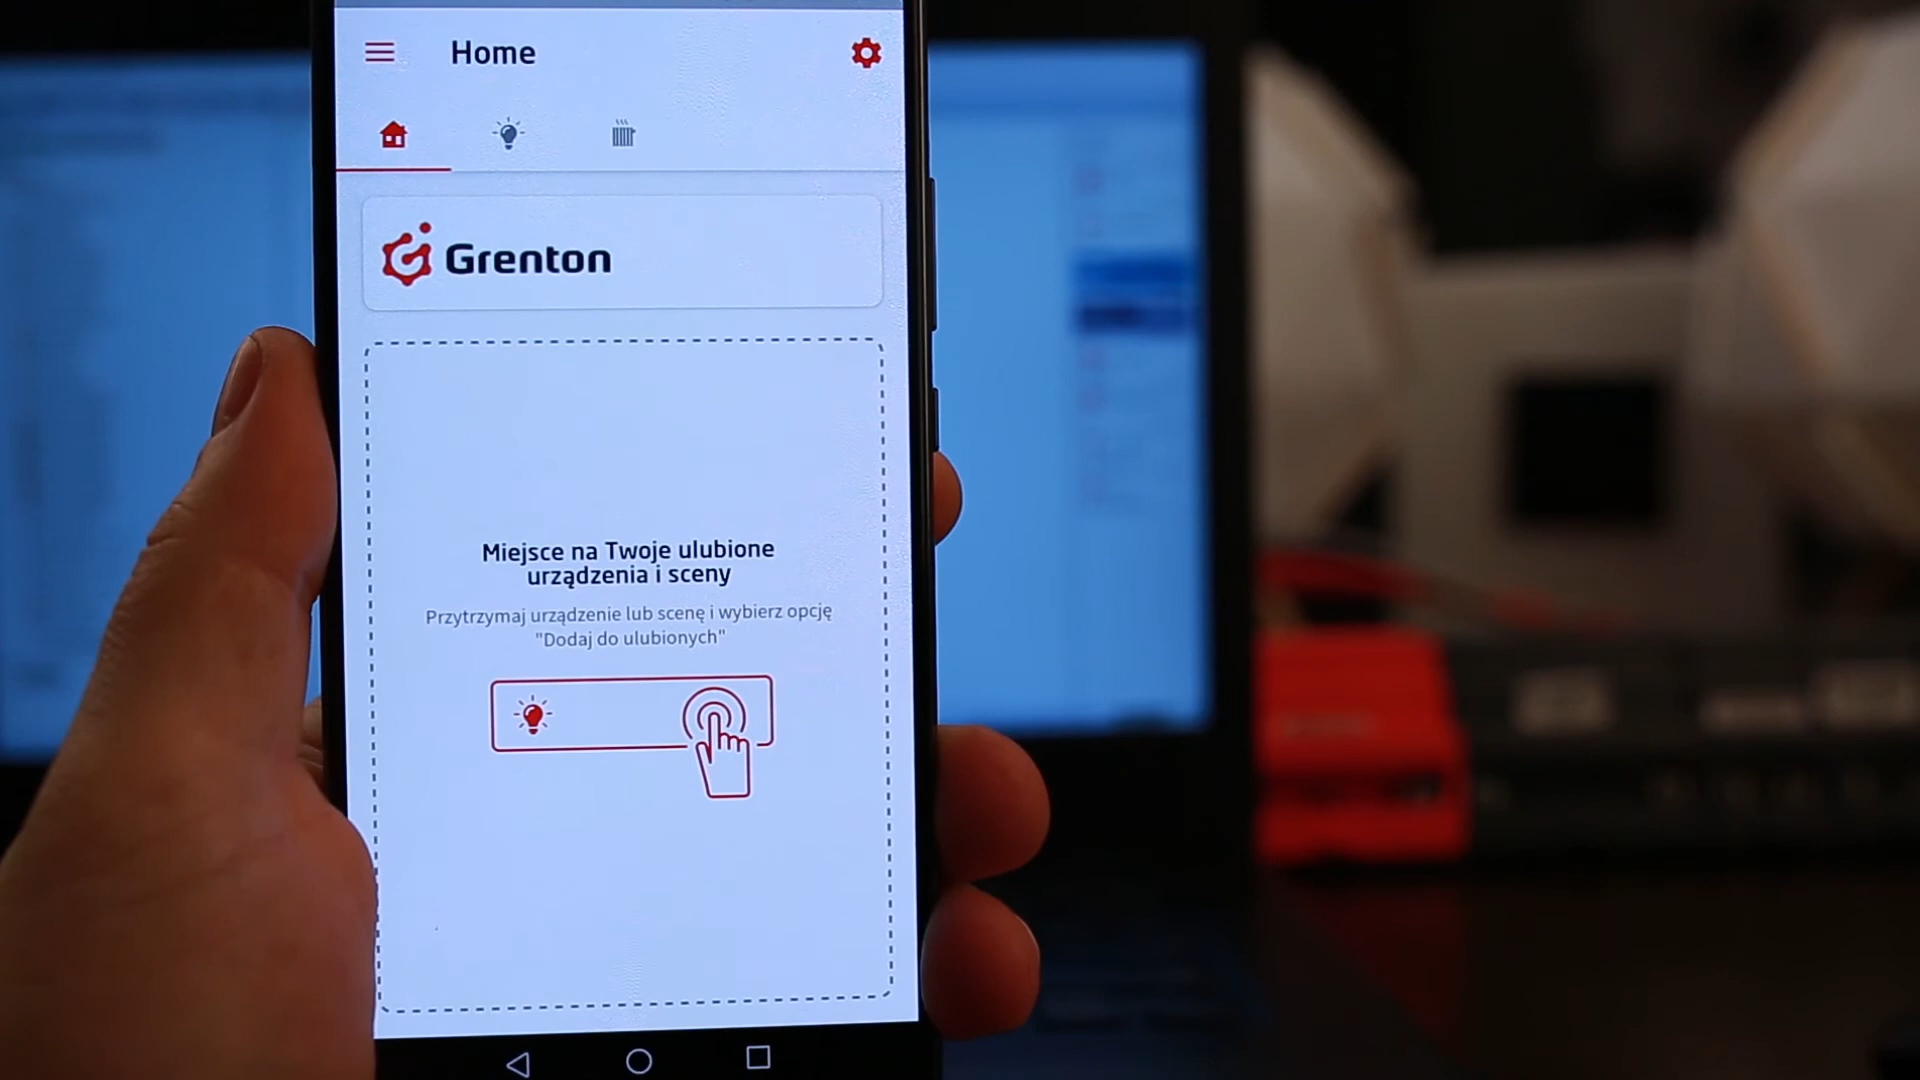 Home
Grenton
Miejsce na Twoje ulubione
urządzenia i sceny
Przytrzymaj urządzenie lub scenę i wybierz opcję
"Dodaj do ulubionych"